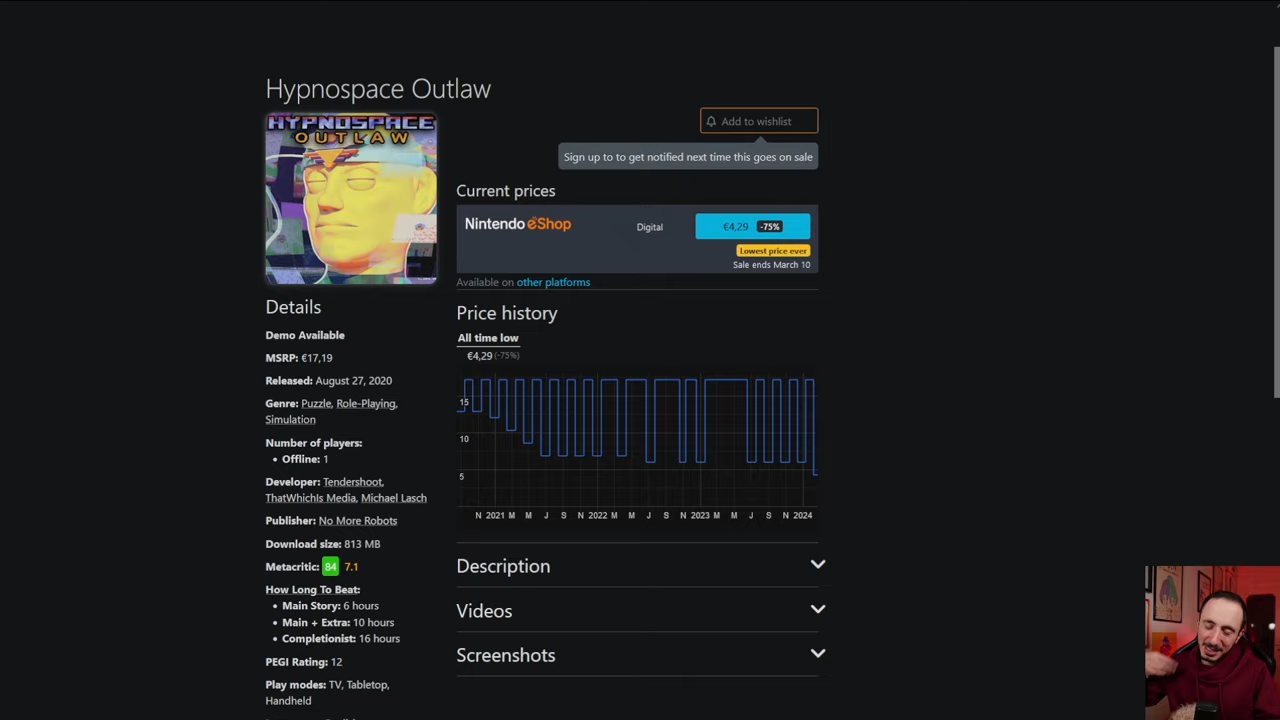 Hypnospace Outlaw
HYPNOSPACE
OUTLAW
Add to wishlist
Sign up to to get notified next time this goes on sale
Current prices
Nintendo eShop
Digital
€4,29 -75%
Lowest price ever
Sale ends March 10
Available on other platforms
Details
Demo Available
MSRP: €17,19
Released: August 27, 2020
Genre: Puzzle, Role-Playing,
Simulation
Number of players:
• Offline: 1
Developer: Tendershoot,
ThatWhichIs Media, Michael Lasch
Publisher: No More Robots
Download size: 813 MB
Metacritic: 84 7.1
How Long To Beat:
• Main Story: 6 hours
• Main + Extra: 10 hours
• Completionist: 16 hours
PEGI Rating: 12
Play modes: TV, Tabletop,
Handheld
Price history
All time low
€4,29 (-75%)
15
10
5
N 2021 M M J S N 2022 M M J S N 2023 M M J S N 2024
Description
Videos
Screenshots